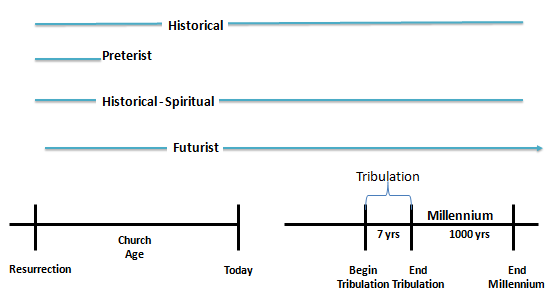 Historical
Preterist
Historical - Spiritual
Futurist
Tribulation
Millennium
7 yrs
1000 yrs
Church
Age
Resurrection
Today
Begin
Tribulation
End
Tribulation
End
Millennium